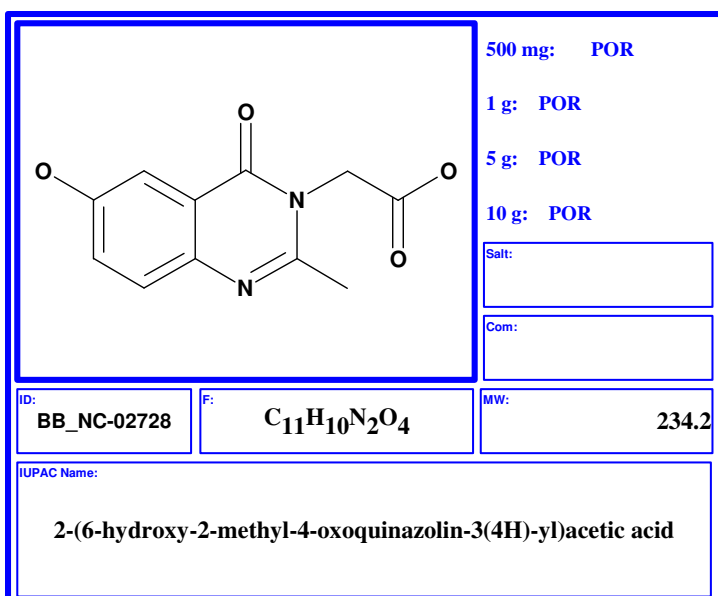 500 mg: POR
1 g: POR
5 g: POR
10 g: POR
O
O
O
N
O
N
Salt:
Com:
ID:
BB_NC-02728
F:
C11H10N2O4
MW:
234.2
IUPAC Name:
2-(6-hydroxy-2-methyl-4-oxoquinazolin-3(4H)-yl)acetic acid